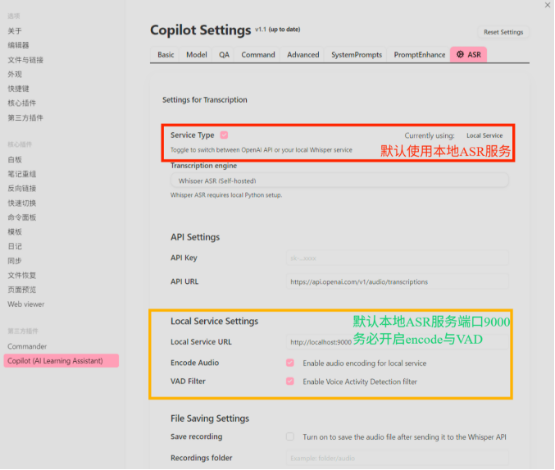 选项
关于
编辑器
文件与链接
外观
快捷键
核心插件
第三方插件
核心插件
白板
笔记重组
反向链接
快速切换
命令面板
模板
日记
同步
文件恢复
页面预览
Web viewer
第三方插件
Commander
Copilot (AI Learning Assistant)
Copilot Settings v1.1 (up to date)
Reset Settings
Basic Model QA Command Advanced SystemPrompts PromptEnhance ASR
Settings for Transcription
Service Type Currently using: Local Service
Toggle to switch between OpenAI API or your local Whisper service
默认使用本地ASR服务
Transcription engine
Whisper ASR (Self-hosted)
Whisper ASR requires local Python setup.
API Settings
API Key
API URL https://api.openai.com/v1/audio/transcriptions
Local Service Settings
默认本地ASR服务端口9000
务必开启encode与VAD
Local Service URL http://localhost:9000
Encode Audio Enable audio encoding for local service
VAD Filter Enable Voice Activity Detection filter
File Saving Settings
Save recording Turn on to save the audio file after sending it to the Whisper API
Recordings folder Example: folder/audio